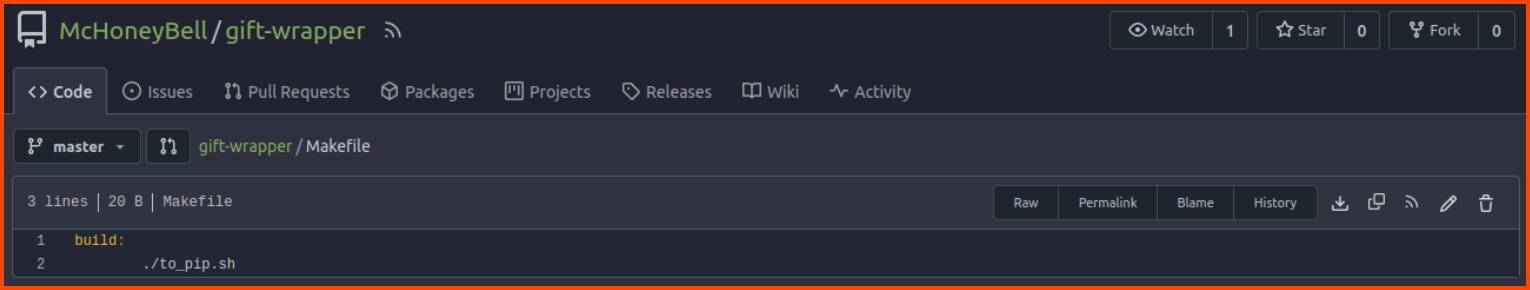 McHoneyBell/gift-wrapper Watch 1 Star 0 Fork 0
Code Issues Pull Requests Packages Projects Releases Wiki Activity
master gift-wrapper/Makefile
3 lines | 20 B | Makefile Raw Permalink Blame History
1 build:
2 ./to_pip.sh